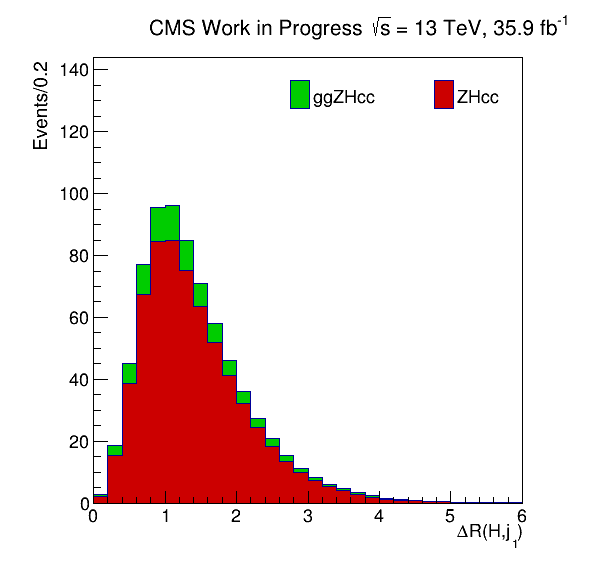 CMS Work in Progress √s = 13 TeV, 35.9 fb⁻¹
Events/0.2
140
120
100
80
60
40
20
0
ggZHcc ZHcc
0 1 2 3 4 5 6
ΔR(H,j₁)